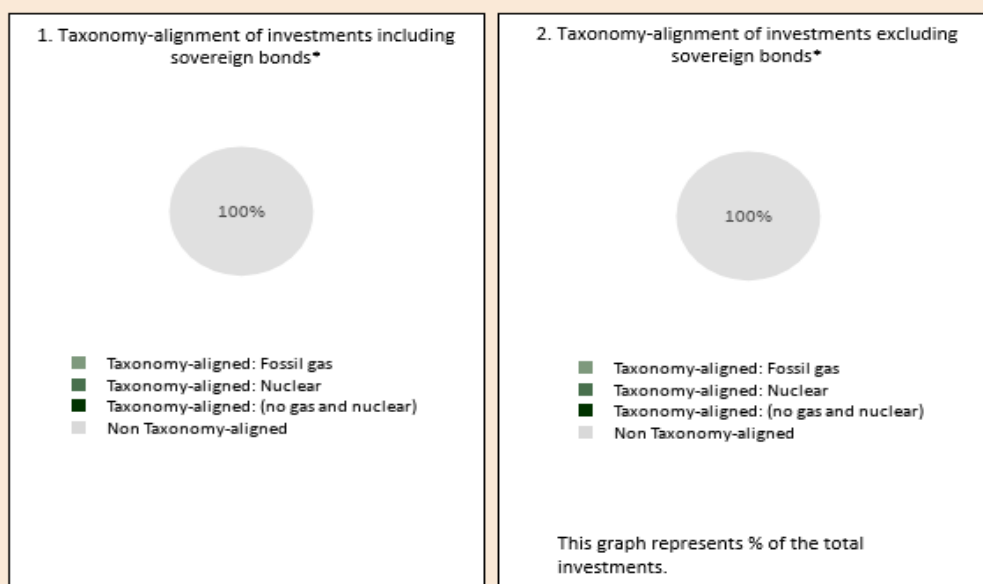 1. Taxonomy-alignment of investments including
sovereign bonds*
100%
Taxonomy-aligned: Fossil gas
Taxonomy-aligned: Nuclear
Taxonomy-aligned: (no gas and nuclear)
Non Taxonomy-aligned
2. Taxonomy-alignment of investments excluding
sovereign bonds*
100%
Taxonomy-aligned: Fossil gas
Taxonomy-aligned: Nuclear
Taxonomy-aligned: (no gas and nuclear)
Non Taxonomy-aligned
This graph represents % of the total
investments.